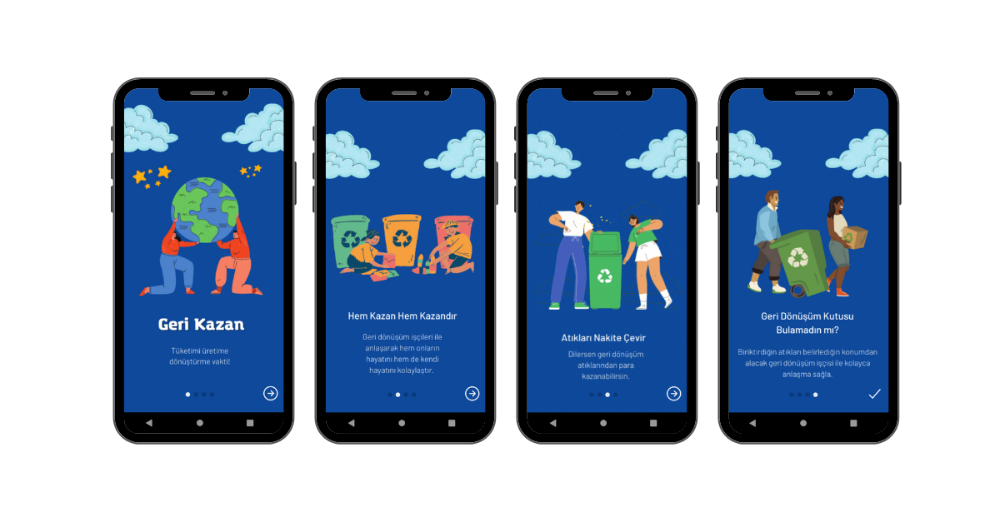 Geri Kazan
Tüketimi üretime
dönüştürme vakti!
Hem Kazan Hem Kazandır
Geri dönüşüm işçileri ile
anlaşarak hem onların
hayatını hem de kendi
hayatını kolaylaştır.
Atıkları Nakite Çevir
Dilersen geri dönüşüm
atıklarından para
kazanabilirsin.
Geri Dönüşüm Kutusu
Bulamadın mı?
Biriktirdiğin atıkları belirlediğin konumdan
alacak geri dönüşüm işçisi ile kolayca
anlaşma sağla.